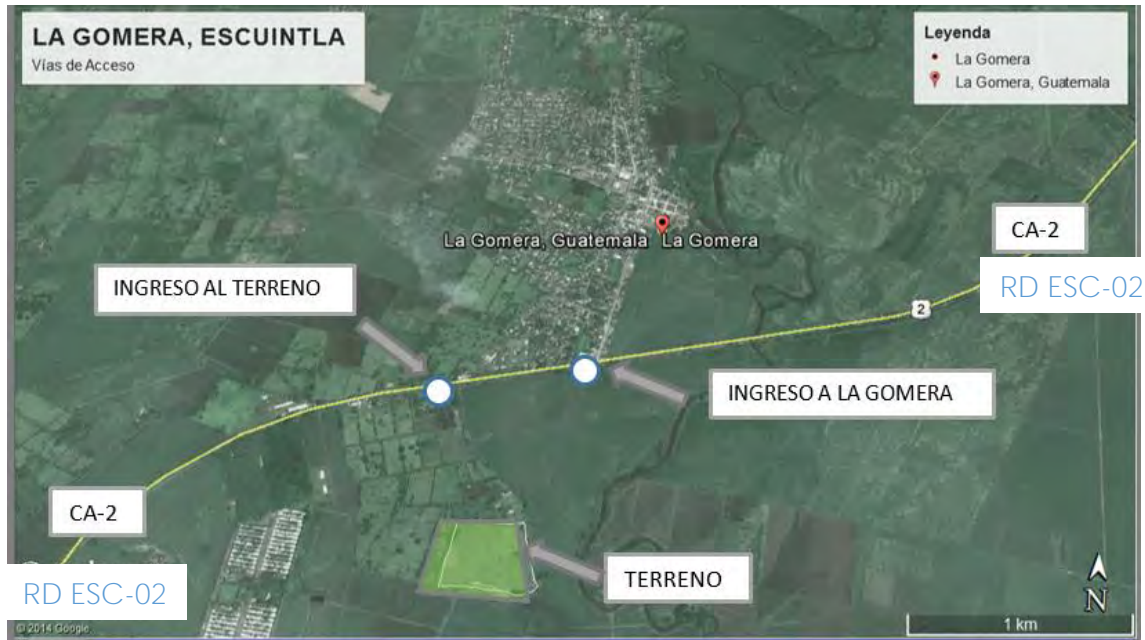 LA GOMERA, ESCUINTLA
Vías de Acceso
Leyenda
La Gomera
La Gomera, Guatemala
CA-2
RD ESC-02
La Gomera, Guatemala
La Gomera
INGRESO AL TERRENO
2
INGRESO A LA GOMERA
CA-2
RD ESC-02
TERRENO
N
1 km
© 2014 Google